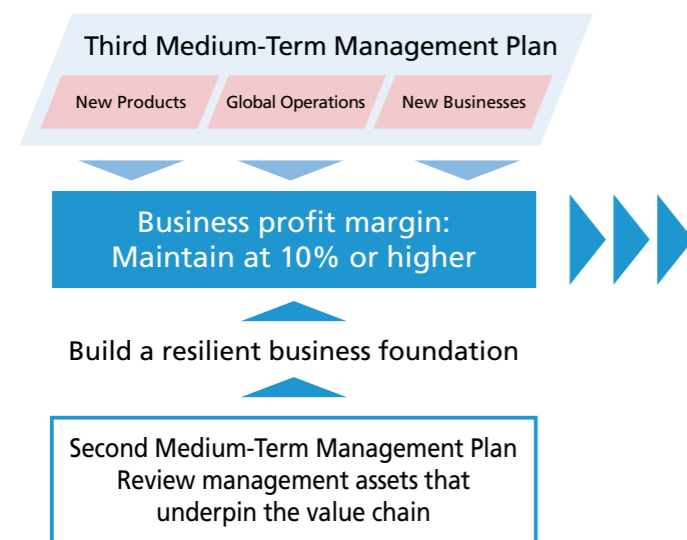 Third Medium-Term Management Plan
New Products
Global Operations
New Businesses
Business profit margin:
Maintain at 10% or higher
Build a resilient business foundation
Second Medium-Term Management Plan
Review management assets that
underpin the value chain